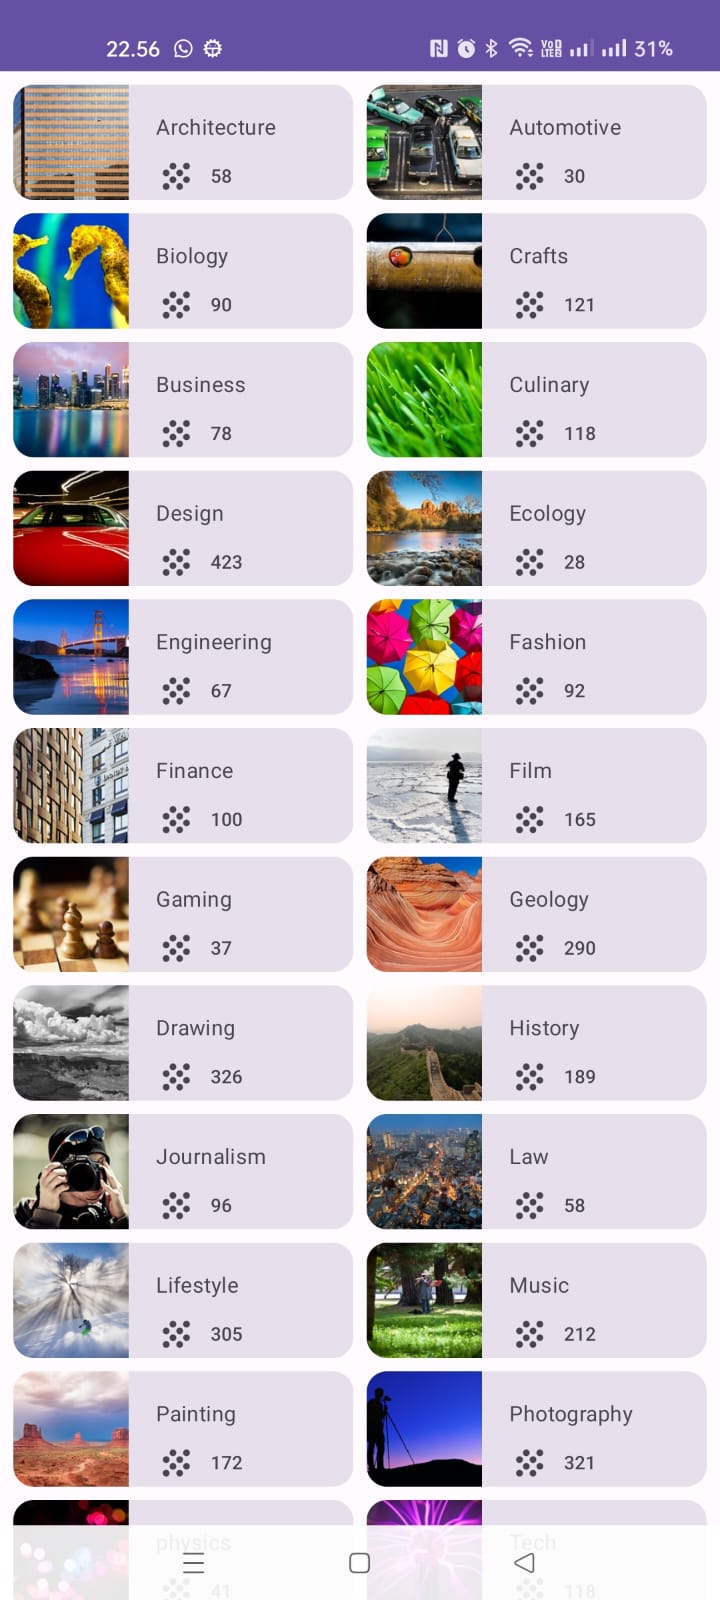 22.56 VoD LTE2 31%
Architecture
58
Automotive
30
Biology
90
Crafts
121
Business
78
Culinary
118
Design
423
Ecology
28
Engineering
67
Fashion
92
Finance
100
Film
165
Gaming
37
Geology
290
Drawing
326
History
189
Journalism
96
Law
58
Lifestyle
305
Music
212
Painting
172
Photography
321
physics
41
Tech
118